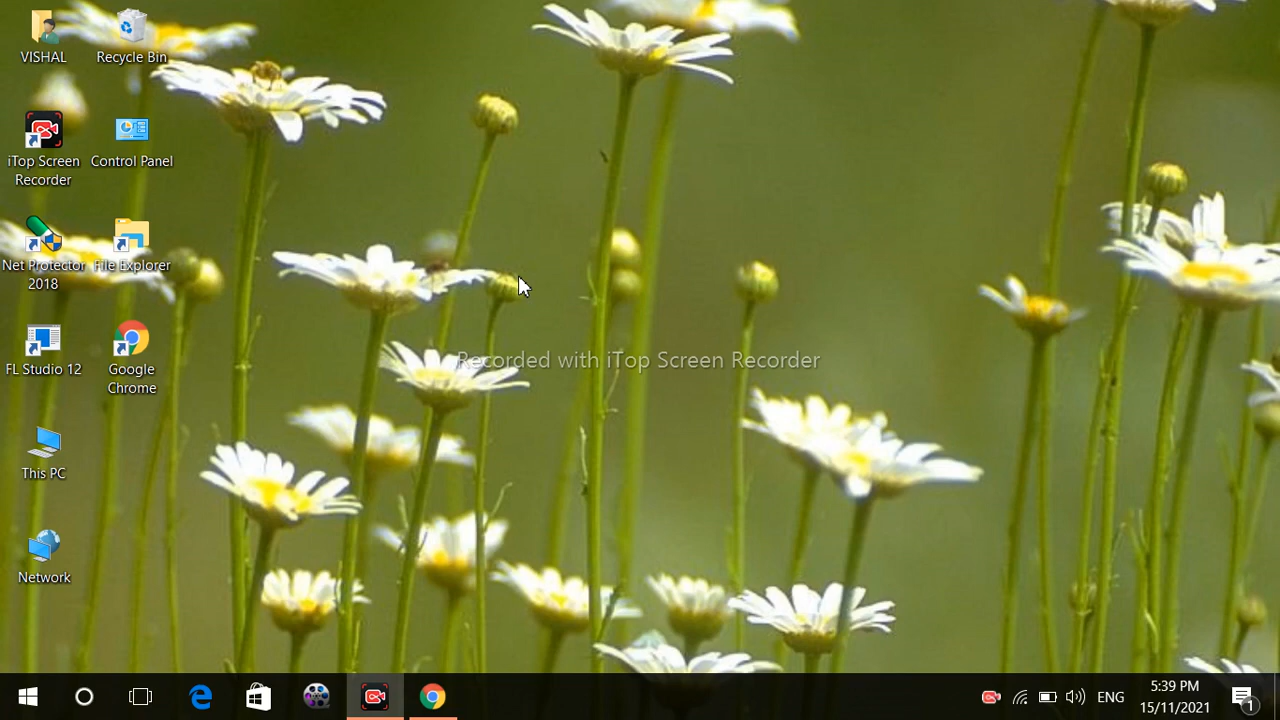 VISHAL
Recycle Bin
iTop Screen
Recorder
Control Panel
Net Protector
2018
File Explorer
FL Studio 12
Google
Chrome
This PC
Network
Recorded with iTop Screen Recorder
ENG
5:39 PM
15/11/2021
1